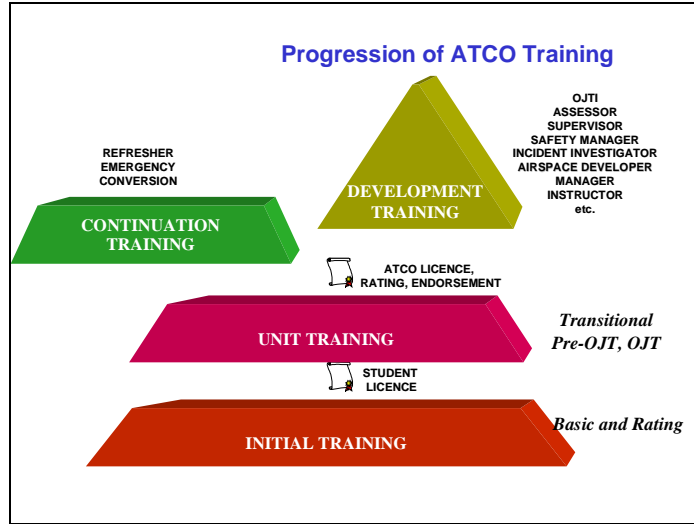 Progression of ATCO Training
REFRESHER
EMERGENCY
CONVERSION
CONTINUATION
TRAINING
DEVELOPMENT
TRAINING
OJTI
ASSESSOR
SUPERVISOR
SAFETY MANAGER
INCIDENT INVESTIGATOR
AIRSPACE DEVELOPER
MANAGER
INSTRUCTOR
etc.
ATCO LICENCE,
RATING, ENDORSEMENT
UNIT TRAINING
Transitional
Pre-OJT, OJT
STUDENT
LICENCE
INITIAL TRAINING
Basic and Rating